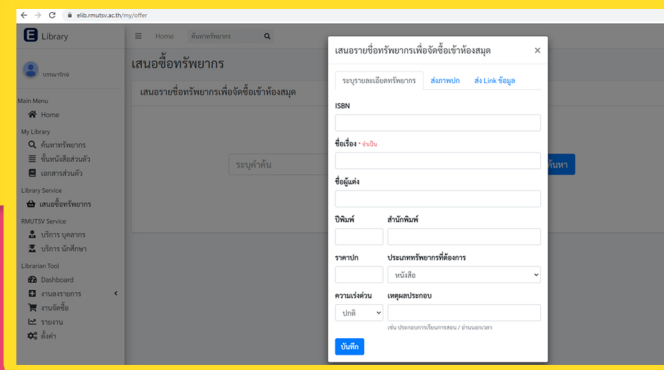 elib.rmutsv.ac.th/my/offer
E Library
Home ค้นหาทรัพยากร
บรรณารักษ์
Main Menu
Home
My Library
ค้นหาทรัพยากร
ชั้นหนังสือส่วนตัว
เอกสารส่วนตัว
Library Service
เสนอซื้อทรัพยากร
RMUTSV Service
บริการ บุคลากร
บริการ นักศึกษา
Librarian Tool
Dashboard
งานลงรายการ
งานจัดซื้อ
รายงาน
ตั้งค่า
เสนอซื้อทรัพยากร
เสนอรายชื่อทรัพยากรเพื่อจัดซื้อเข้าห้องสมุด
ระบุคำค้น
ค้นหา
เสนอรายชื่อทรัพยากรเพื่อจัดซื้อเข้าห้องสมุด ×
ระบุรายละเอียดทรัพยากร ส่งภาพปก ส่ง Link ข้อมูล
ISBN
ชื่อเรื่อง * จำเป็น
ชื่อผู้แต่ง
ปีพิมพ์ สำนักพิมพ์
ราคาปก ประเภททรัพยากรที่ต้องการ
หนังสือ
ความเร่งด่วน เหตุผลประกอบ
ปกติ
เช่น ประกอบการเรียนการสอน / อ่านนอกเวลา
บันทึก